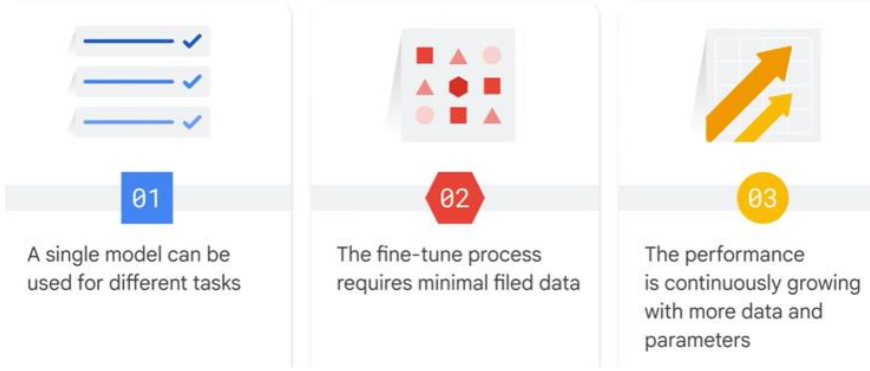 01
A single model can be
used for different tasks
02
The fine-tune process
requires minimal filed data
03
The performance
is continuously growing
with more data and
parameters